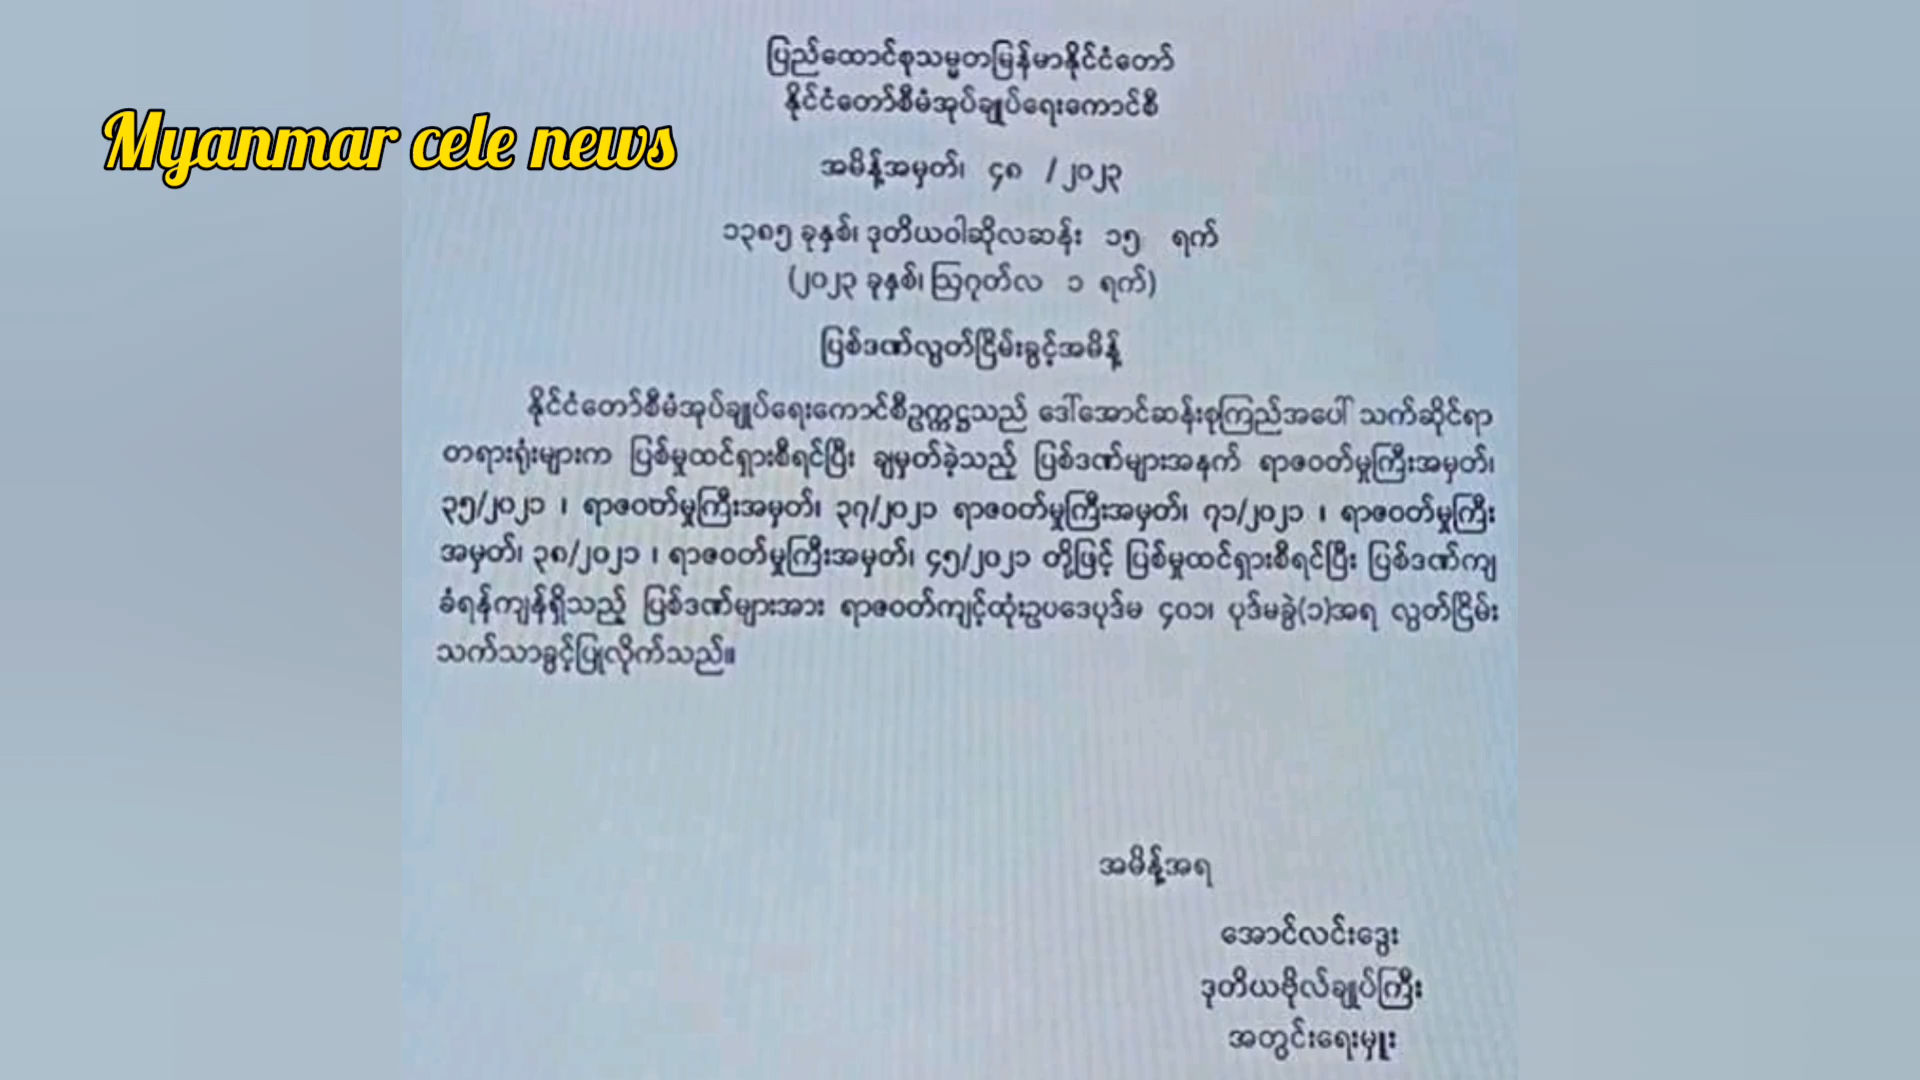 ပြည်ထောင်စုသမ္မတမြန်မာနိုင်ငံတော်
နိုင်ငံတော်စီမံအုပ်ချုပ်ရေးကောင်စီ
Myanmar cele news
အမိန့်အမှတ်၊ ၄၈ /၂၀၂၃
၁၃၈၅ ခုနှစ်၊ ဒုတိယဝါဆိုလဆန်း ၁၅ ရက်
(၂၀၂၃ ခုနှစ်၊ ဩဂုတ်လ ၁ ရက်)
ပြစ်ဒဏ်လွတ်ငြိမ်းခွင့်အမိန့်
နိုင်ငံတော်စီမံအုပ်ချုပ်ရေးကောင်စီဥက္ကဋ္ဌသည် ဒေါ်အောင်ဆန်းစုကြည်အပေါ် သက်ဆိုင်ရာ
တရားရုံးများက ပြစ်မှုထင်ရှားစီရင်ပြီး ချမှတ်ခဲ့သည့် ပြစ်ဒဏ်များအနက် ရာဇဝတ်မှုကြီးအမှတ်၊
၃၅/၂၀၂၁ ၊ ရာဇဝတ်မှုကြီးအမှတ်၊ ၃၇/၂၀၂၁ ရာဇဝတ်မှုကြီးအမှတ်၊ ၇၁/၂၀၂၁ ၊ ရာဇဝတ်မှုကြီး
အမှတ်၊ ၃၈/၂၀၂၁ ၊ ရာဇဝတ်မှုကြီးအမှတ်၊ ၄၅/၂၀၂၁ တို့ဖြင့် ပြစ်မှုထင်ရှားစီရင်ပြီး ပြစ်ဒဏ်ကျ
ခံရန်ကျန်ရှိသည့် ပြစ်ဒဏ်များအား ရာဇဝတ်ကျင့်ထုံးဥပဒေပုဒ်မ ၄၀၁၊ ပုဒ်မခွဲ(၁)အရ လွတ်ငြိမ်း
သက်သာခွင့်ပြုလိုက်သည်။
အမိန့်အရ
အောင်လင်းဒွေး
ဒုတိယဗိုလ်ချုပ်ကြီး
အတွင်းရေးမှူး